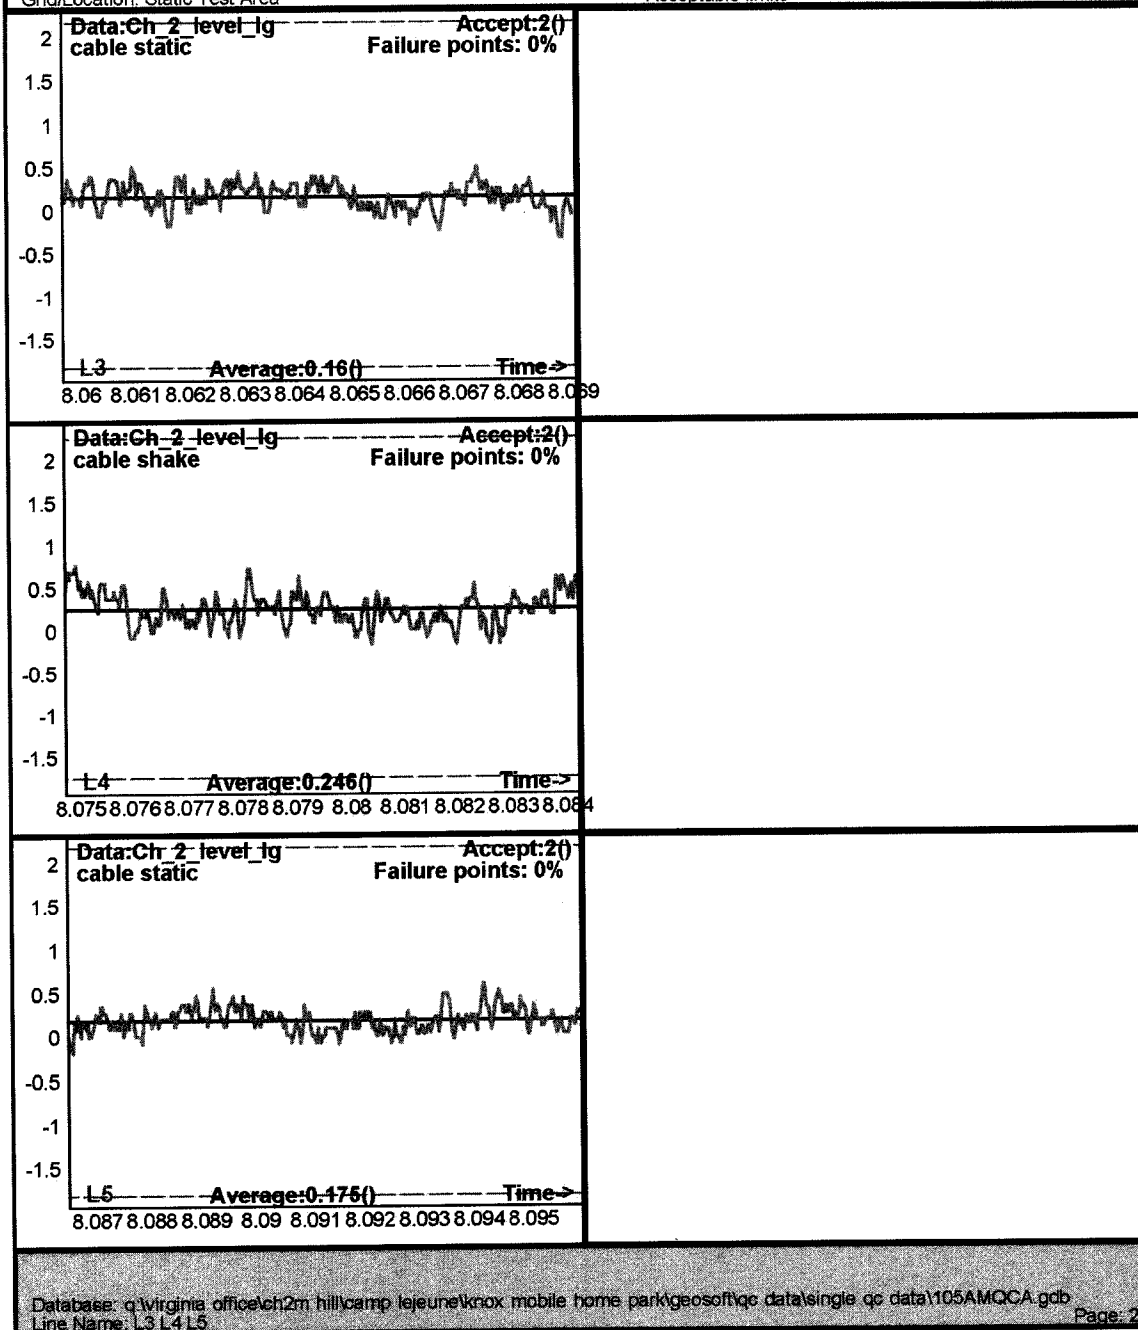 Grid/Location: Static Test Area
Data:Ch_2_level_lg Accept:2()
cable static Failure points: 0%
2
1.5
1
0.5
0
-0.5
-1
-1.5
L3 Average:0.16() Time->
8.06 8.061 8.062 8.063 8.064 8.065 8.066 8.067 8.068 8.069
Data:Ch_2_level_lg Accept:2()
cable shake Failure points: 0%
2
1.5
1
0.5
0
-0.5
-1
-1.5
L4 Average:0.246() Time->
8.075 8.076 8.077 8.078 8.079 8.08 8.081 8.082 8.083 8.084
Data:Ch_2_level_lg Accept:2()
cable static Failure points: 0%
2
1.5
1
0.5
0
-0.5
-1
-1.5
L5 Average:0.175() Time->
8.087 8.088 8.089 8.09 8.091 8.092 8.093 8.094 8.095
Database: q:\virginia office\ch2m hill\camp lejeune\knox mobile home park\geosoft\qc data\single qc data\105AMQCA.gdb
Line Name: L3 L4 L5 Page: 2